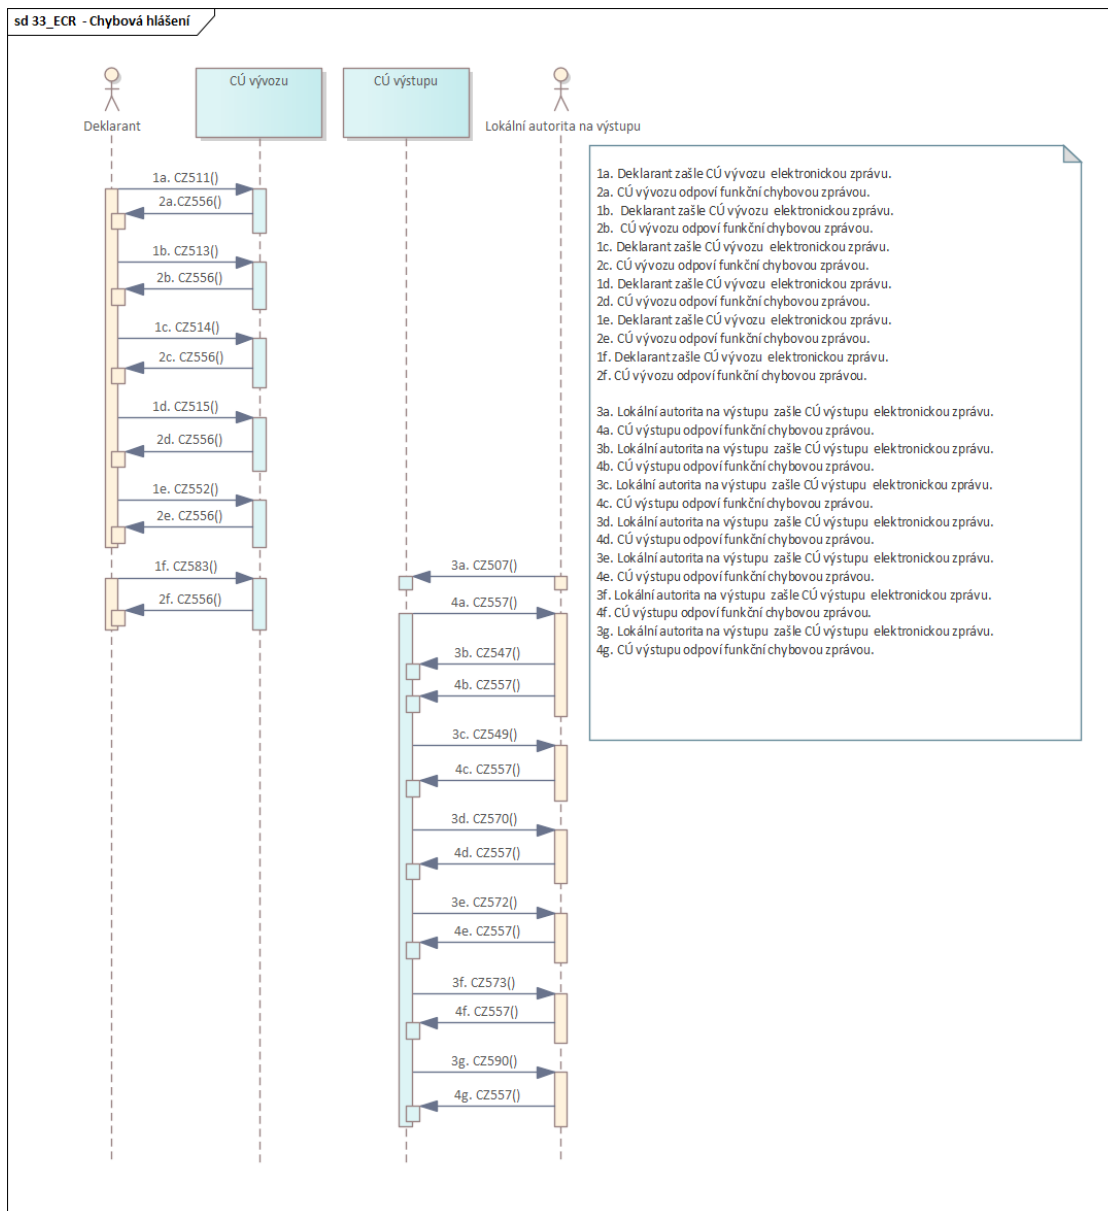 sd 33_ECR - Chybová hlášení
Deklarant
CÚ vývozu
CÚ výstupu
Lokální autorita na výstupu
1a. CZ511()
2a.CZ556()
1b. CZ513()
2b. CZ556()
1c. CZ514()
2c. CZ556()
1d. CZ515()
2d. CZ556()
1e. CZ552()
2e. CZ556()
1f. CZ583()
2f. CZ556()
3a. CZ507()
4a. CZ557()
3b. CZ547()
4b. CZ557()
3c. CZ549()
4c. CZ557()
3d. CZ570()
4d. CZ557()
3e. CZ572()
4e. CZ557()
3f. CZ573()
4f. CZ557()
3g. CZ590()
4g. CZ557()
1a. Deklarant zašle CÚ vývozu elektronickou zprávu.
2a. CÚ vývozu odpoví funkční chybovou zprávou.
1b. Deklarant zašle CÚ vývozu elektronickou zprávu.
2b. CÚ vývozu odpoví funkční chybovou zprávou.
1c. Deklarant zašle CÚ vývozu elektronickou zprávu.
2c. CÚ vývozu odpoví funkční chybovou zprávou.
1d. Deklarant zašle CÚ vývozu elektronickou zprávu.
2d. CÚ vývozu odpoví funkční chybovou zprávou.
1e. Deklarant zašle CÚ vývozu elektronickou zprávu.
2e. CÚ vývozu odpoví funkční chybovou zprávou.
1f. Deklarant zašle CÚ vývozu elektronickou zprávu.
2f. CÚ vývozu odpoví funkční chybovou zprávou.
3a. Lokální autorita na výstupu zašle CÚ výstupu elektronickou zprávu.
4a. CÚ výstupu odpoví funkční chybovou zprávou.
3b. Lokální autorita na výstupu zašle CÚ výstupu elektronickou zprávu.
4b. CÚ výstupu odpoví funkční chybovou zprávou.
3c. Lokální autorita na výstupu zašle CÚ výstupu elektronickou zprávu.
4c. CÚ výstupu odpoví funkční chybovou zprávou.
3d. Lokální autorita na výstupu zašle CÚ výstupu elektronickou zprávu.
4d. CÚ výstupu odpoví funkční chybovou zprávou.
3e. Lokální autorita na výstupu zašle CÚ výstupu elektronickou zprávu.
4e. CÚ výstupu odpoví funkční chybovou zprávou.
3f. Lokální autorita na výstupu zašle CÚ výstupu elektronickou zprávu.
4f. CÚ výstupu odpoví funkční chybovou zprávou.
3g. Lokální autorita na výstupu zašle CÚ výstupu elektronickou zprávu.
4g. CÚ výstupu odpoví funkční chybovou zprávou.